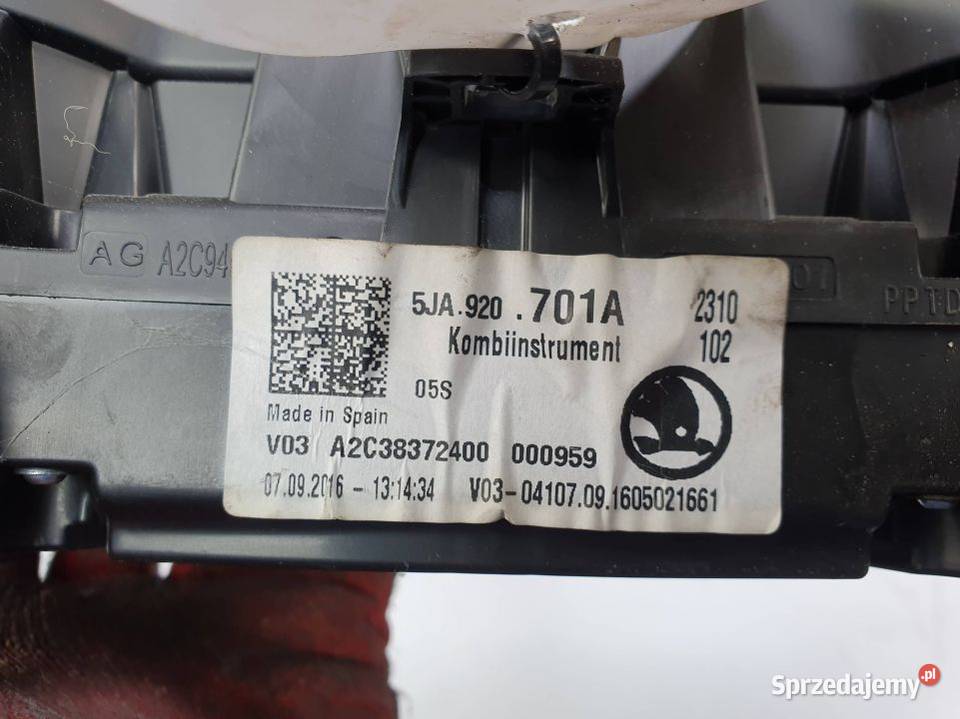 AG A2C94
01
PPTD
5JA.920 .701A 2310
Kombiinstrument 102
05S
Made in Spain
V03 A2C38372400 000959
07.09.2016 - 13:14:34 V03-04107.09.1605021661
Sprzedajemy.pl